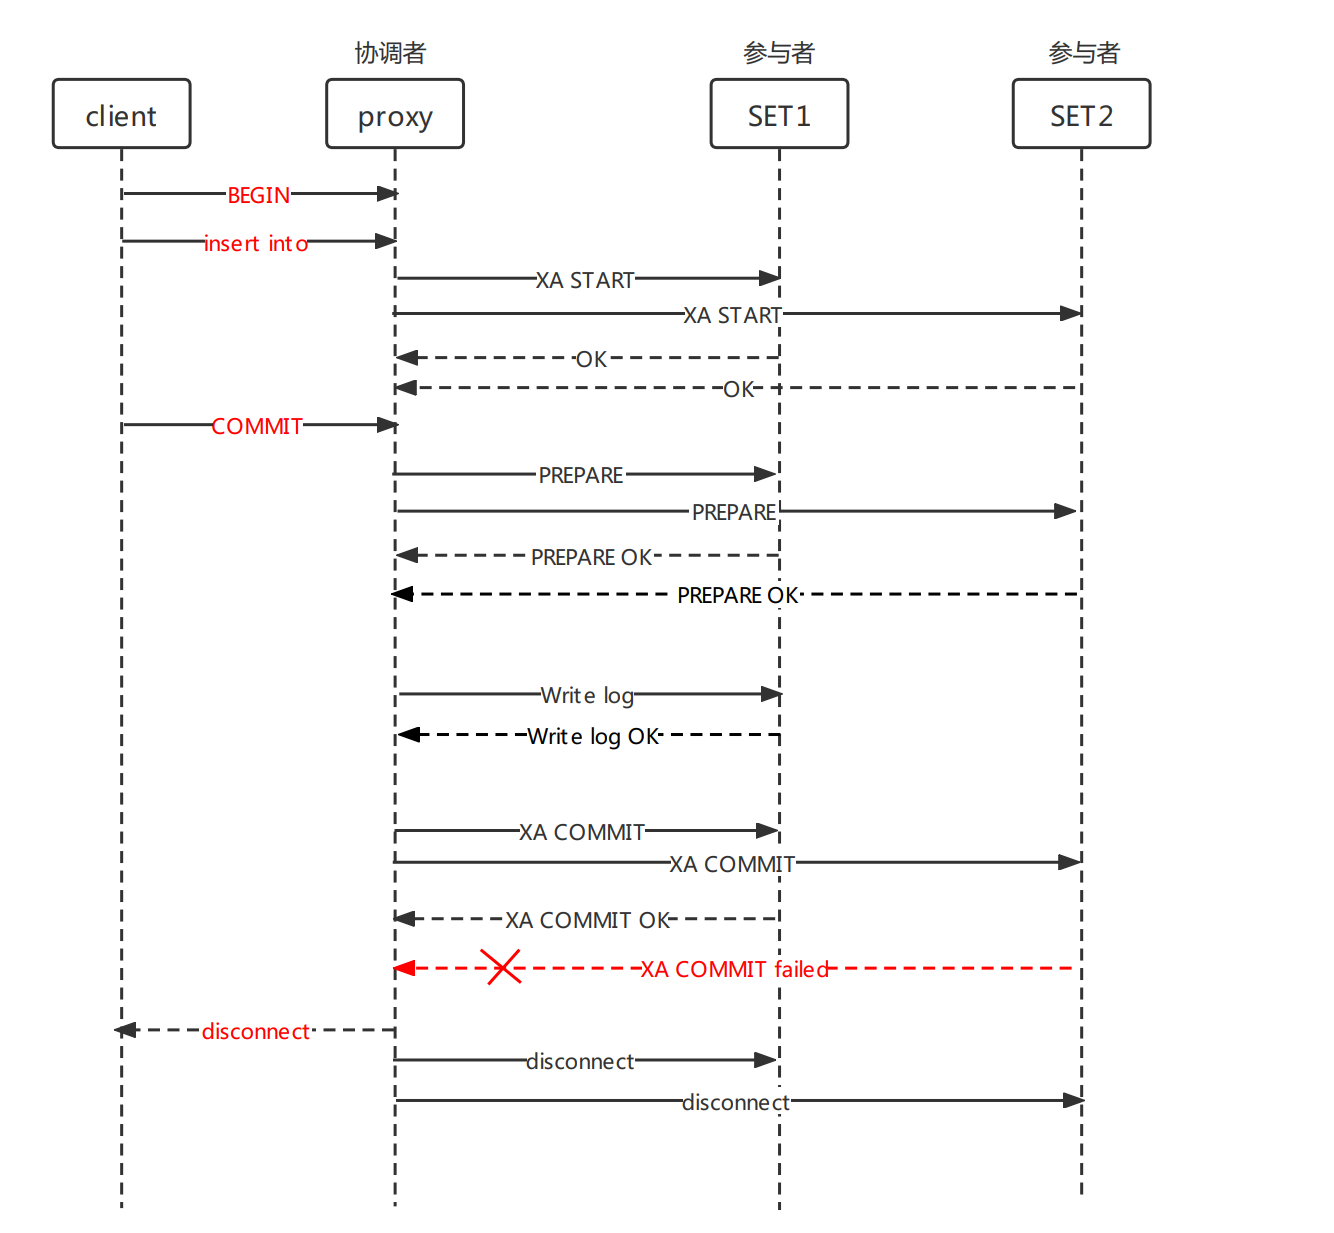 协调者 参与者 参与者
client proxy SET1 SET2
BEGIN
insert into
XA START
XA START
OK
OK
COMMIT
PREPARE
PREPARE
PREPARE OK
PREPARE OK
Write log
Write log OK
XA COMMIT
XA COMMIT
XA COMMIT OK
XA COMMIT failed
disconnect
disconnect
disconnect